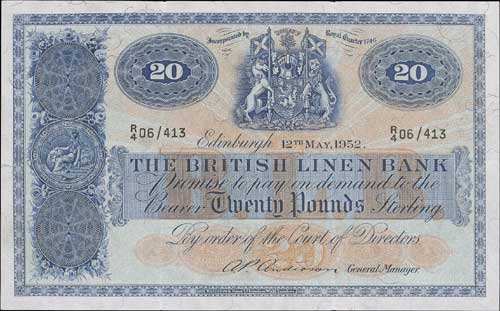 Incorporated by Royal Charter 1746
20 20
R/4 06/413 R/4 06/413
Edinburgh 12TH MAY, 1952.
THE BRITISH LINEN BANK
Promise to pay on demand to the
Bearer Twenty Pounds Sterling
By order of the Court of Directors
General Manager.